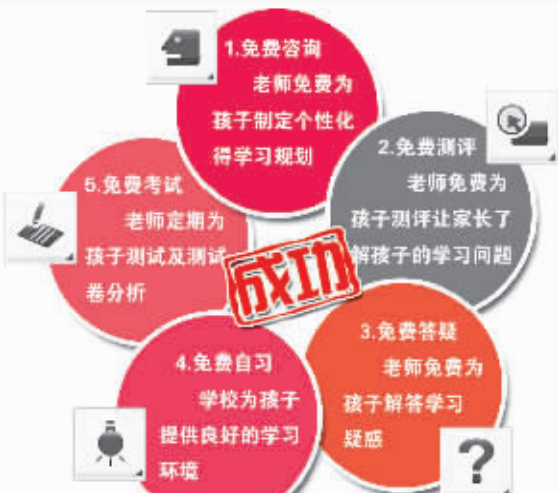 1.免费咨询
老师免费为
孩子制定个性化
得学习规划
2.免费测评
老师免费为
孩子测评让家长了
解孩子的学习问题
3.免费答疑
老师免费为
孩子解答学习
疑惑
4.免费自习
学校为孩子
提供良好的学习
环境
5.免费考试
老师定期为
孩子测试及测试
卷分析
成功
?